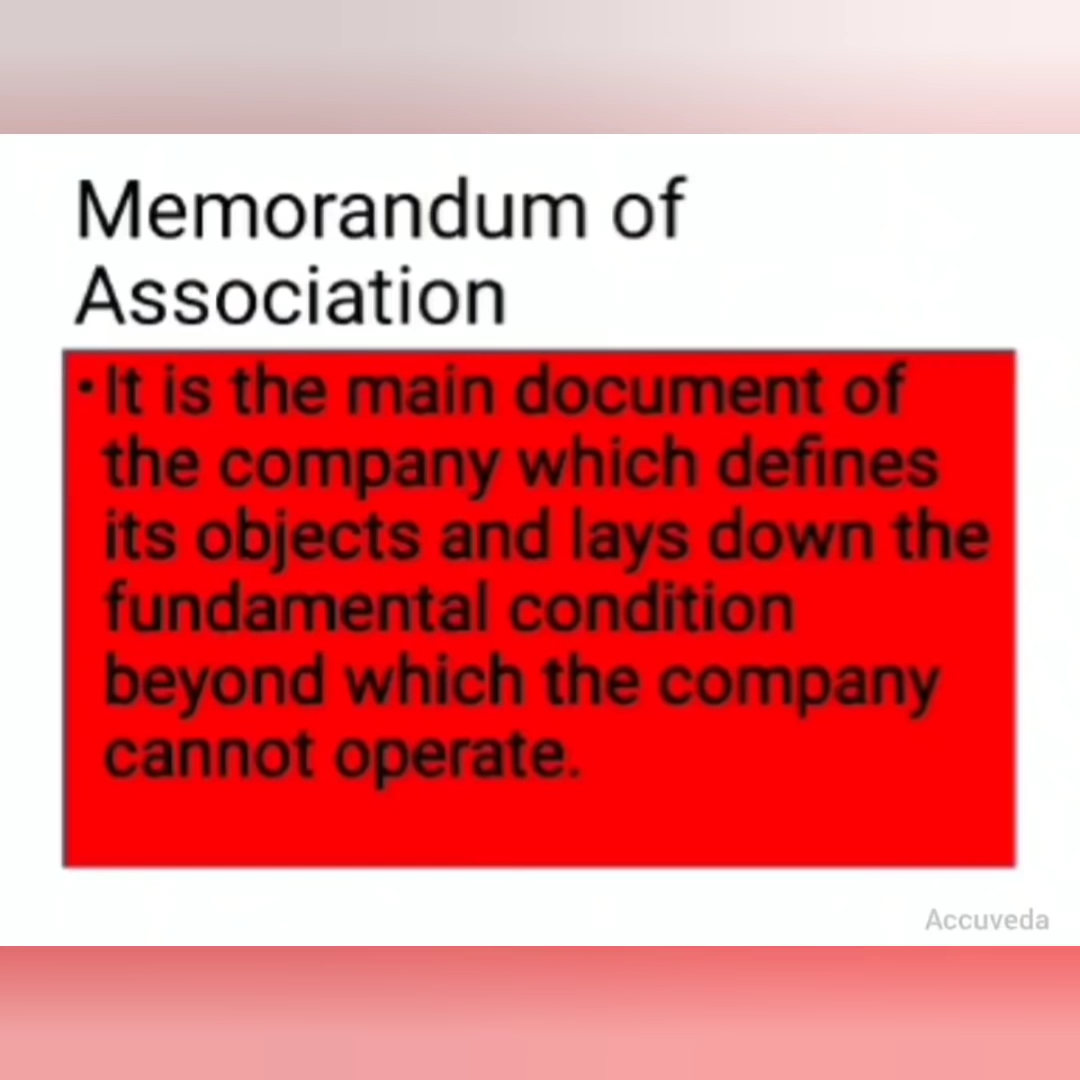 Memorandum of
Association
•It is the main document of
the company which defines
its objects and lays down the
fundamental condition
beyond which the company
cannot operate.
Accuveda